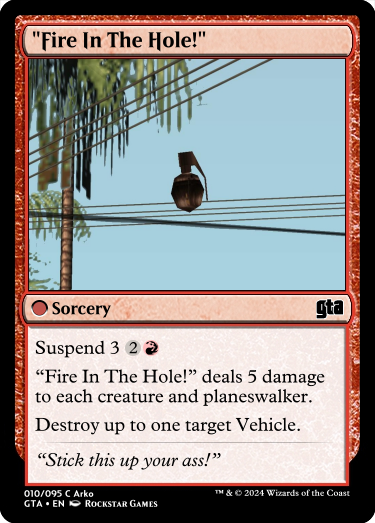 "Fire In The Hole!"
Sorcery
gta
Suspend 3 2
“Fire In The Hole!” deals 5 damage
to each creature and planeswalker.
Destroy up to one target Vehicle.
“Stick this up your ass!”
010/095 C Arko
GTA • EN ROCKSTAR GAMES
™ & © 2024 Wizards of the Coast